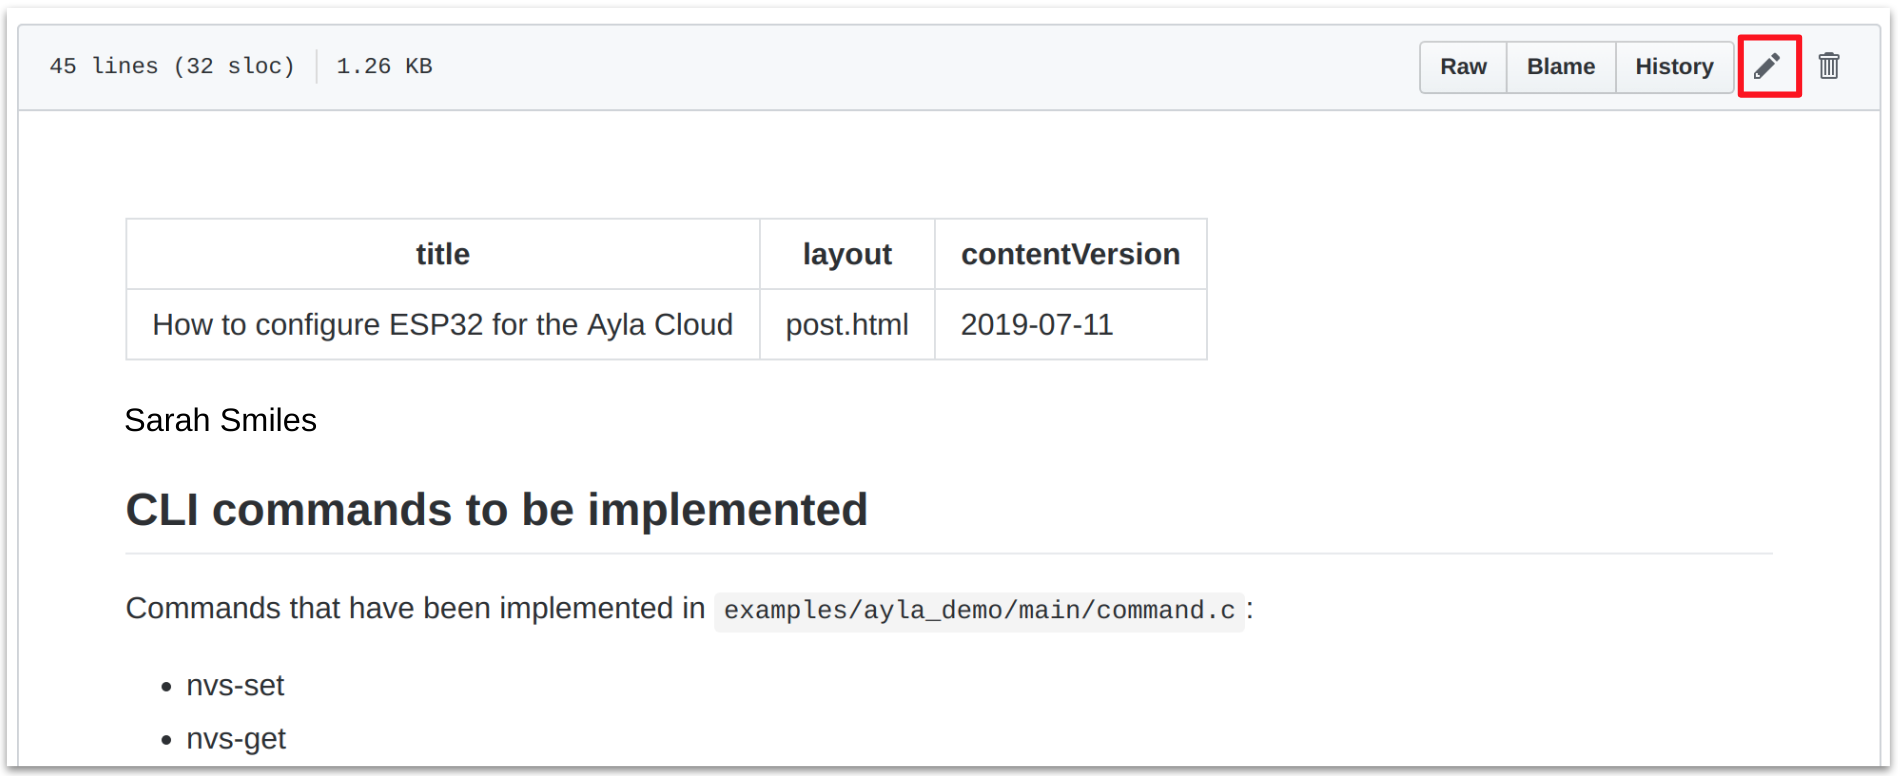 45 lines (32 sloc) 1.26 KB Raw Blame History
title layout contentVersion
How to configure ESP32 for the Ayla Cloud post.html 2019-07-11
Sarah Smiles
CLI commands to be implemented
Commands that have been implemented in examples/ayla_demo/main/command.c:
• nvs-set
• nvs-get